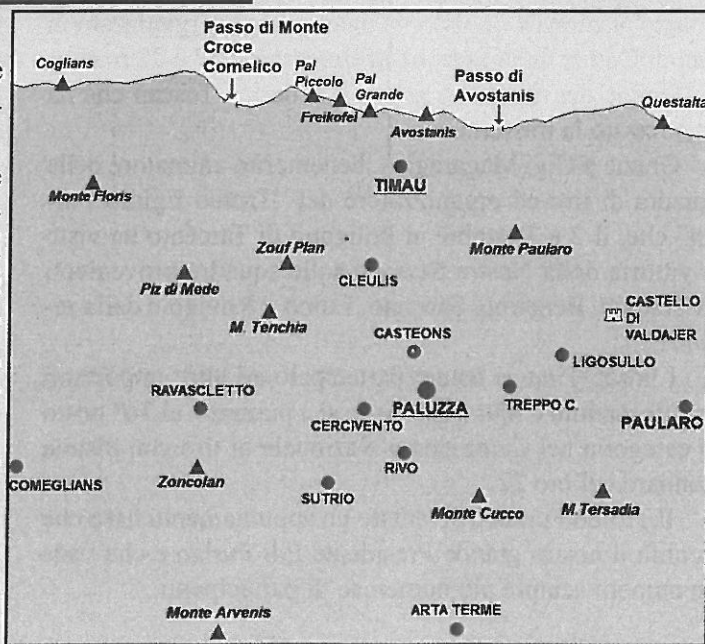 Passo di Monte
Croce
Comelico
Coglians
Pal
Piccolo
Pal
Grande
Passo di
Avostanis
Questalta
Freikofel
Avostanis
TIMAU
Monte Floris
Zouf Plan
Monte Paularo
CLEULIS
Piz di Mede
M. Tenchia
CASTELLO
DI
VALDAJER
CASTEONS
LIGOSULLO
RAVASCLETTO
CERCIVENTO
PALUZZA
TREPPO C.
PAULARO
COMEGLIANS
Zoncolan
RIVO
SUTRIO
Monte Cucco
M.Tersadia
Monte Arvenis
ARTA TERME